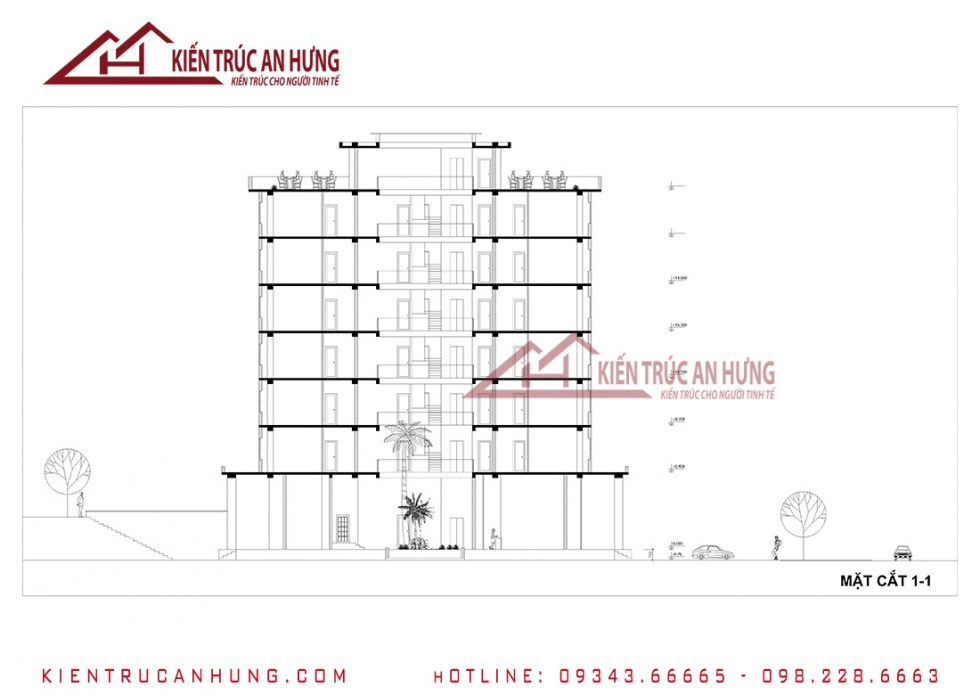 KIẾN TRÚC AN HƯNG
KIẾN TRÚC CHO NGƯỜI TINH TẾ
KIẾN TRÚC AN HƯNG
KIẾN TRÚC CHO NGƯỜI TINH TẾ
MẶT CẮT 1-1
KIENTRUCANHUNG.COM HOTLINE: 09343.66665 - 098.228.6663